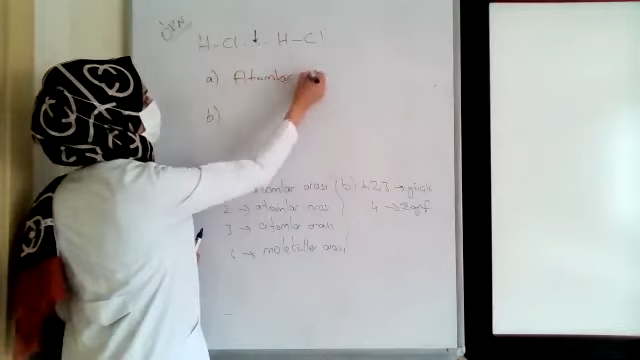 ÖRN
H-Cl...H-Cl
a) Atomlar
b)
atomlar arası (b) 1,2,3 → güçlü
2 → atomlar arası 4 → zayıf
3 → atomlar arası
4 → moleküller arası